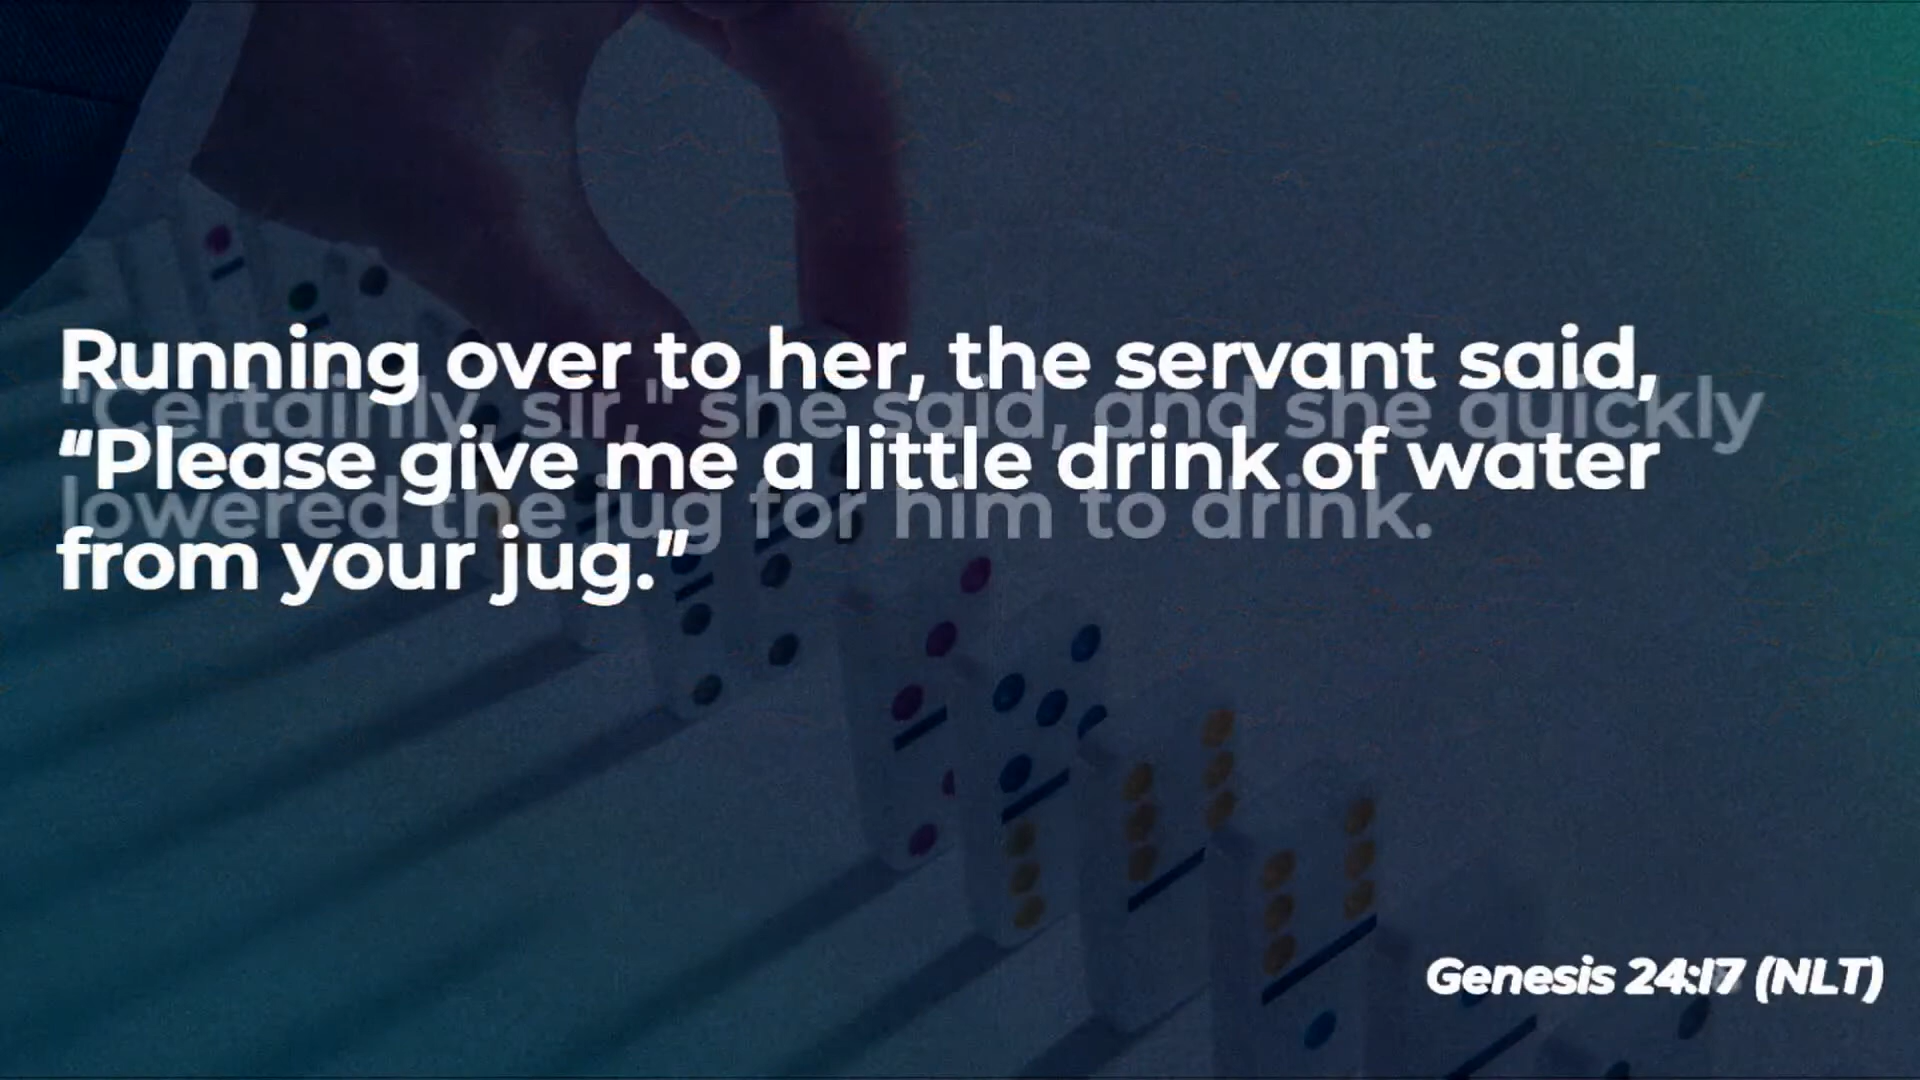 Running over to her, the servant said,
"Certainly, sir," she said, and she quickly
“Please give me a little drink of water
lowered the jug for him to drink.
from your jug.”
Genesis 24:17 (NLT)